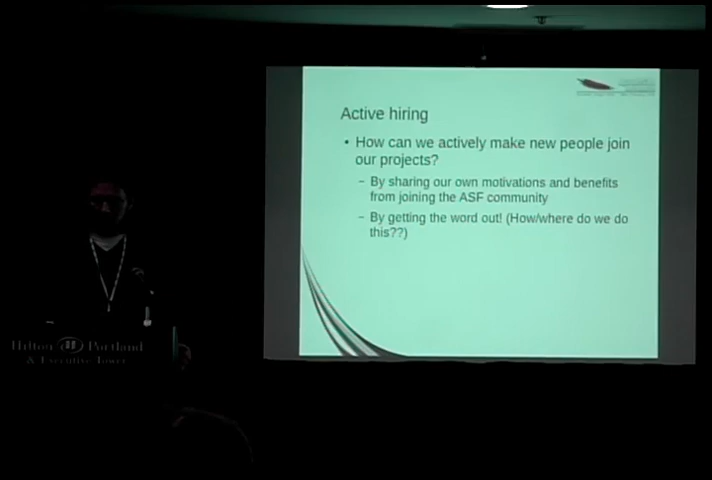 Active hiring
• How can we actively make new people join
our projects?
– By sharing our own motivations and benefits
from joining the ASF community
– By getting the word out! (How/where do we do
this??)
Hilton Portland
& Executive Tower